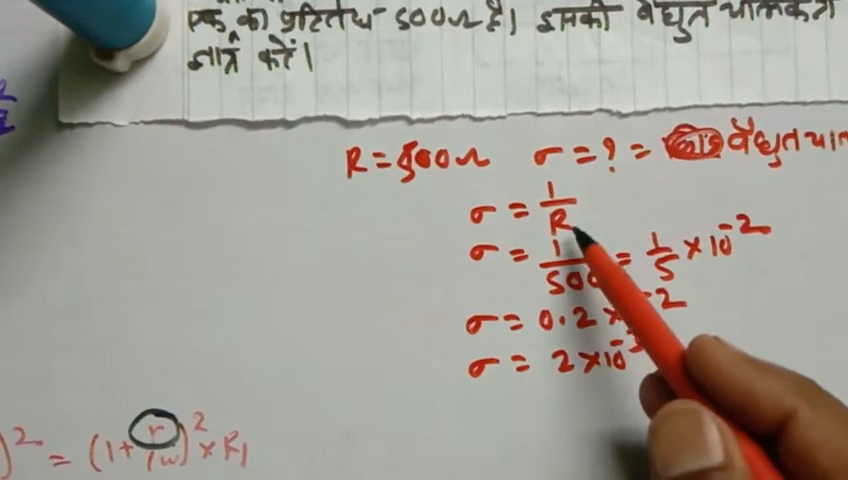 का प्रतिरोध 500Ω है। इसकी वैद्युत चालकता
ज्ञात करें।
R = 500Ω σ = ? = वैद्युत चाल
σ = 1/R
σ = 1/500 = 1/5 × 10⁻²
σ = 0.2 × ⁻²
σ = 2 × 10⁻³
)² = (1 + r/)² × R₁